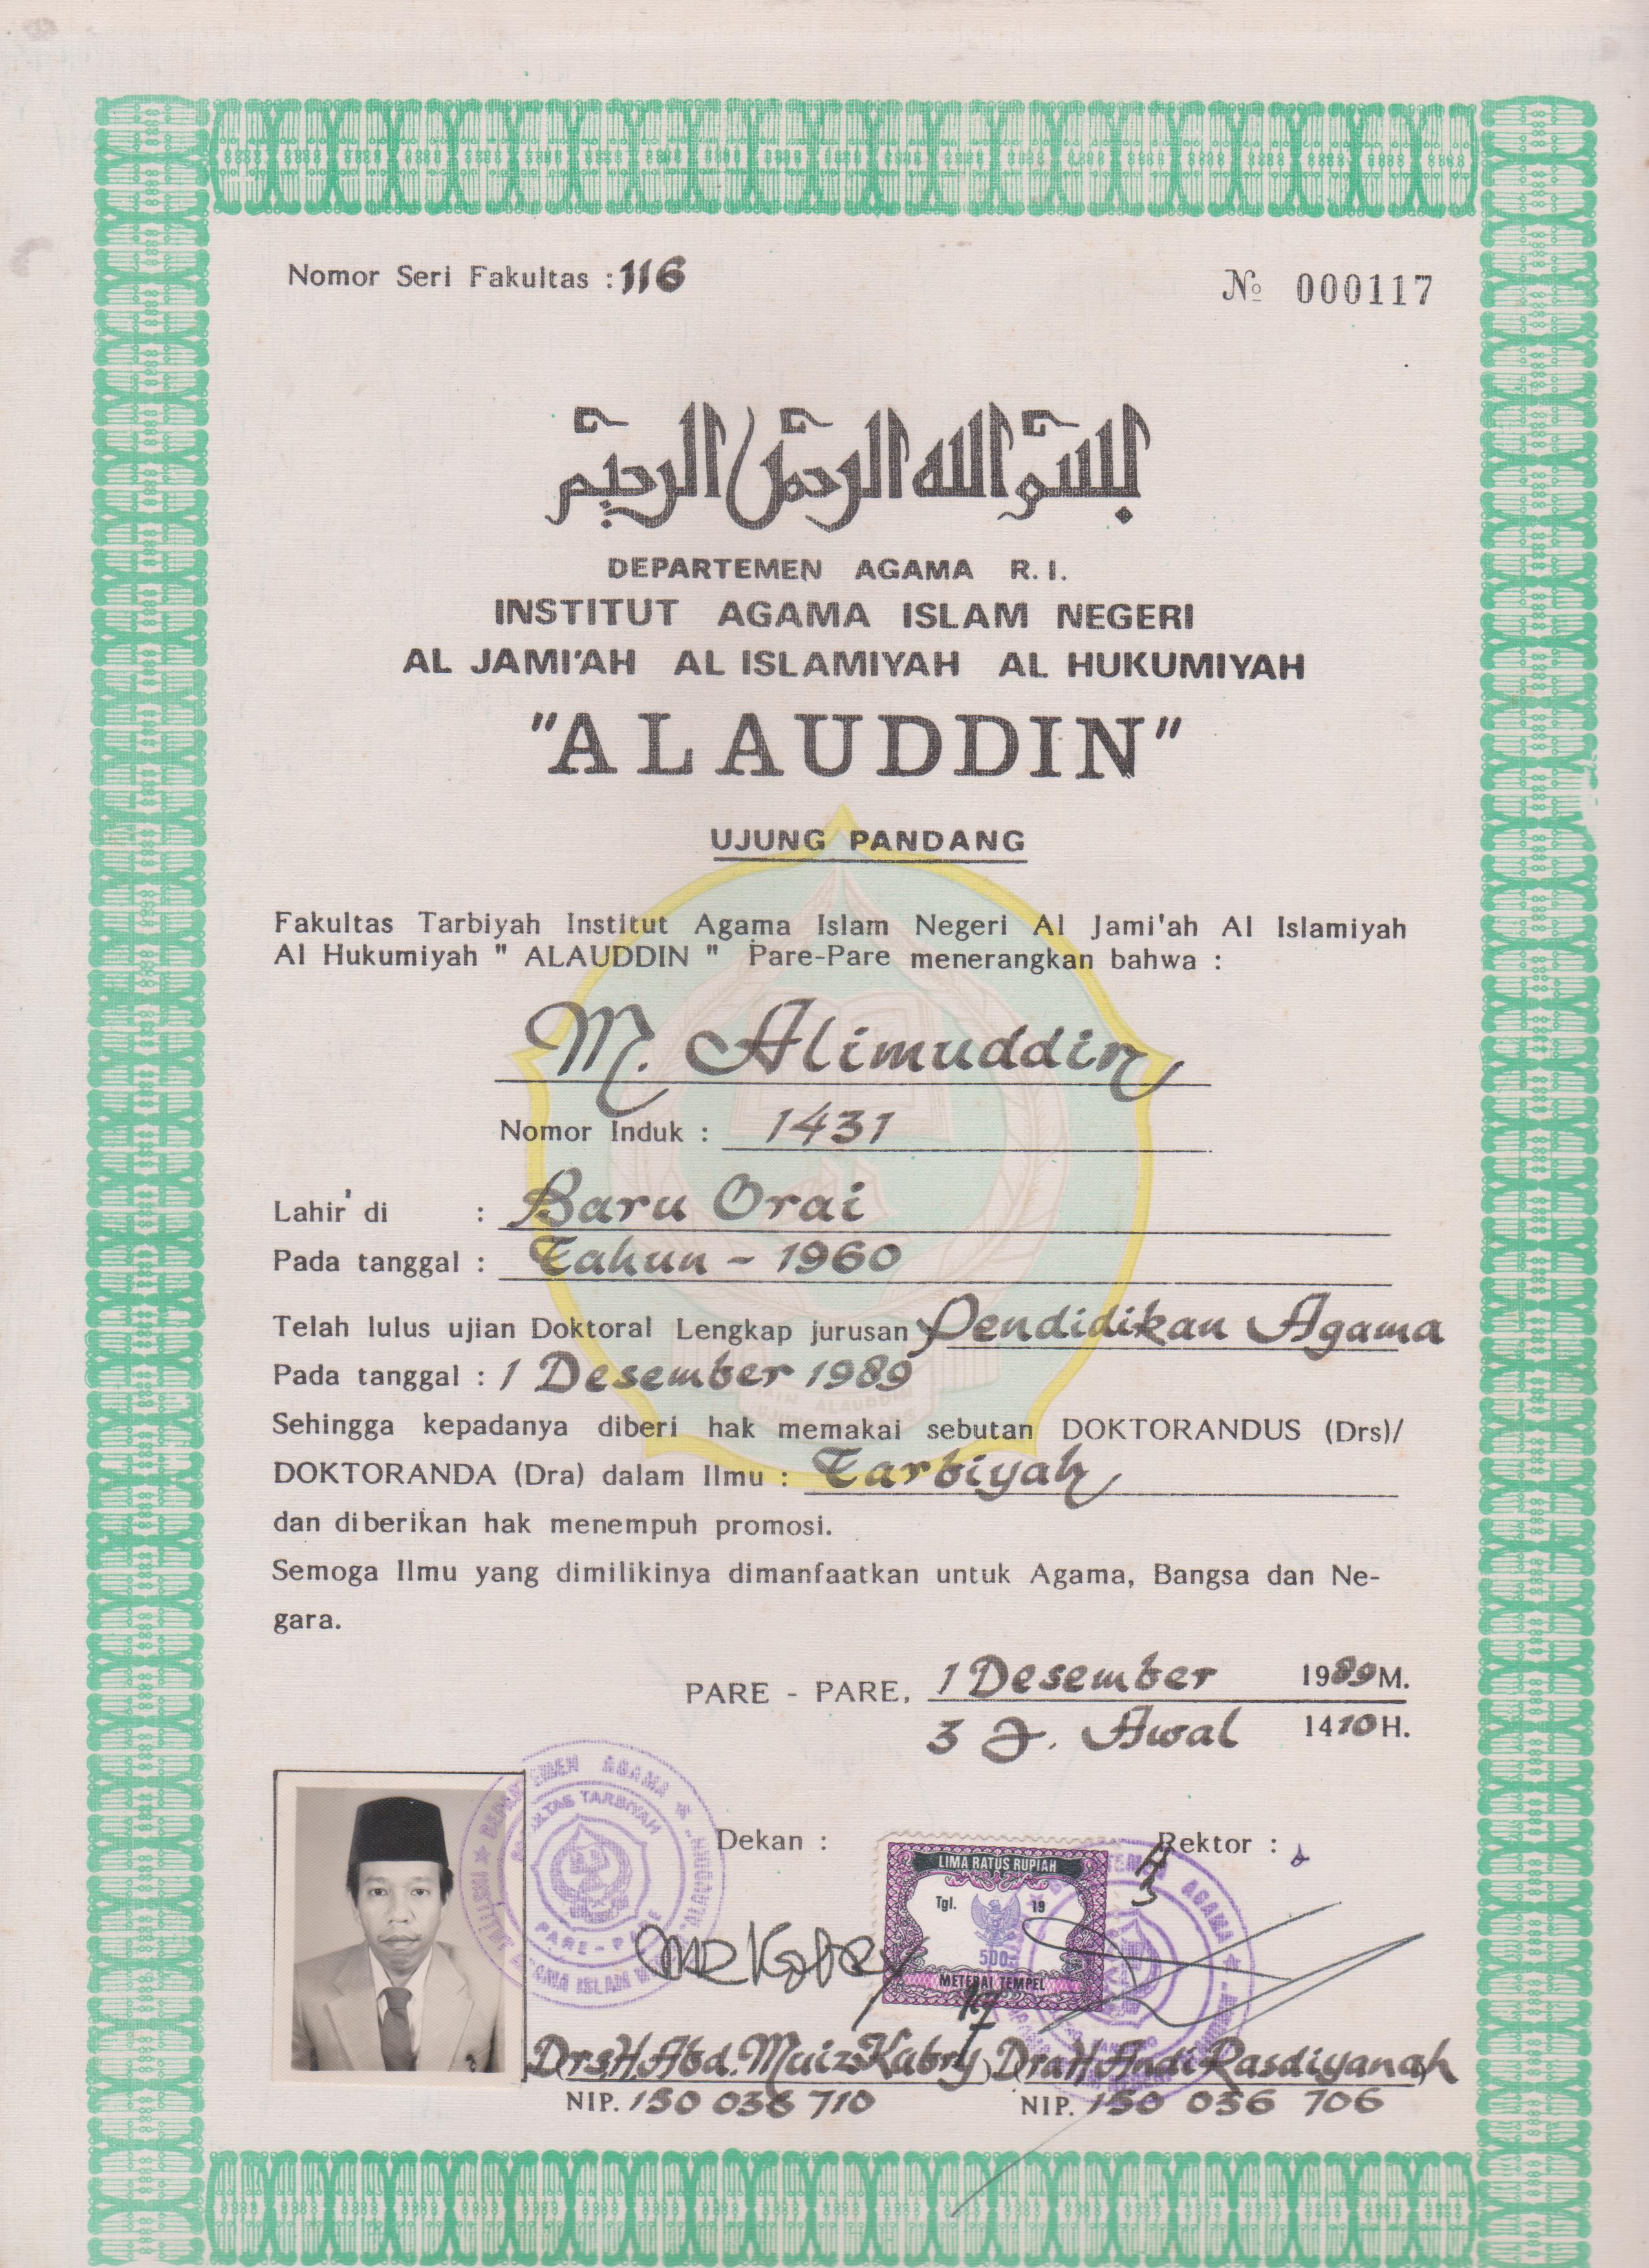 Nomor Seri Fakultas : 116
№ 000117
بسم الله الرحمن الرحيم
DEPARTEMEN AGAMA R.I.
INSTITUT AGAMA ISLAM NEGERI
AL JAMI'AH AL ISLAMIYAH AL HUKUMIYAH
"ALAUDDIN"
UJUNG PANDANG
Fakultas Tarbiyah Institut Agama Islam Negeri Al Jami'ah Al Islamiyah
Al Hukumiyah " ALAUDDIN " Pare-Pare menerangkan bahwa :
M. Alimuddin
Nomor Induk : 1431
Lahir di : Baru Orai
Pada tanggal : Tahun - 1960
Telah lulus ujian Doktoral Lengkap jurusan Pendidikan Agama
Pada tanggal : 1 Desember 1989
Sehingga kepadanya diberi hak memakai sebutan DOKTORANDUS (Drs)/
DOKTORANDA (Dra) dalam Ilmu : Tarbiyah
dan diberikan hak menempuh promosi.
Semoga Ilmu yang dimilikinya dimanfaatkan untuk Agama, Bangsa dan Ne-
gara.
PARE - PARE, 1 Desember 1989 M.
3 J. Awal 1410 H.
Dekan :
Rektor :
DEPARTEMEN AGAMA
FAKULTAS TARBIYAH
PARE-PARE
LIMA RATUS RUPIAH
Tgl. 19
500
METERAI TEMPEL
AGAMA
Drs H. Abd. Muiz Kabry
Dra H. Andi Rasdiyanah
NIP. 150 036 710
NIP. 150 036 706